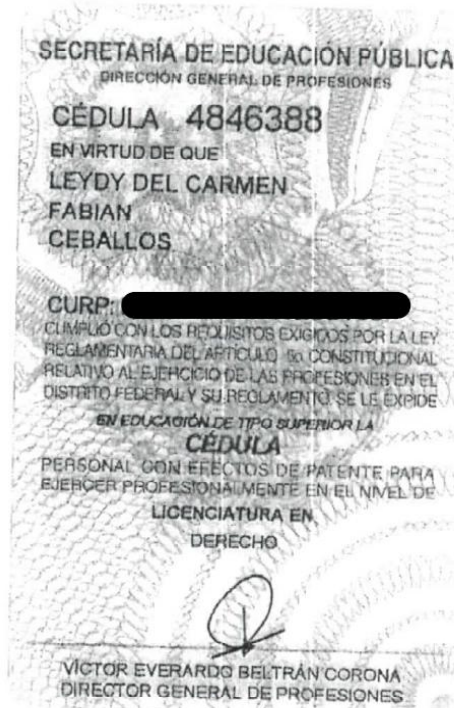 SECRETARÍA DE EDUCACIÓN PÚBLICA
DIRECCIÓN GENERAL DE PROFESIONES
CÉDULA 4846388
EN VIRTUD DE QUE
LEYDY DEL CARMEN
FABIAN
CEBALLOS
CURP:
CUMPLIÓ CON LOS REQUISITOS EXIGIDOS POR LA LEY
REGLAMENTARIA DEL ARTÍCULO 5o CONSTITUCIONAL
RELATIVO AL EJERCICIO DE LAS PROFESIONES EN EL
DISTRITO FEDERAL Y SU REGLAMENTO, SE LE EXPIDE
EN EDUCACIÓN DE TIPO SUPERIOR LA
CÉDULA
PERSONAL CON EFECTOS DE PATENTE PARA
EJERCER PROFESIONALMENTE EN EL NIVEL DE
LICENCIATURA EN
DERECHO
VÍCTOR EVERARDO BELTRÁN CORONA
DIRECTOR GENERAL DE PROFESIONES